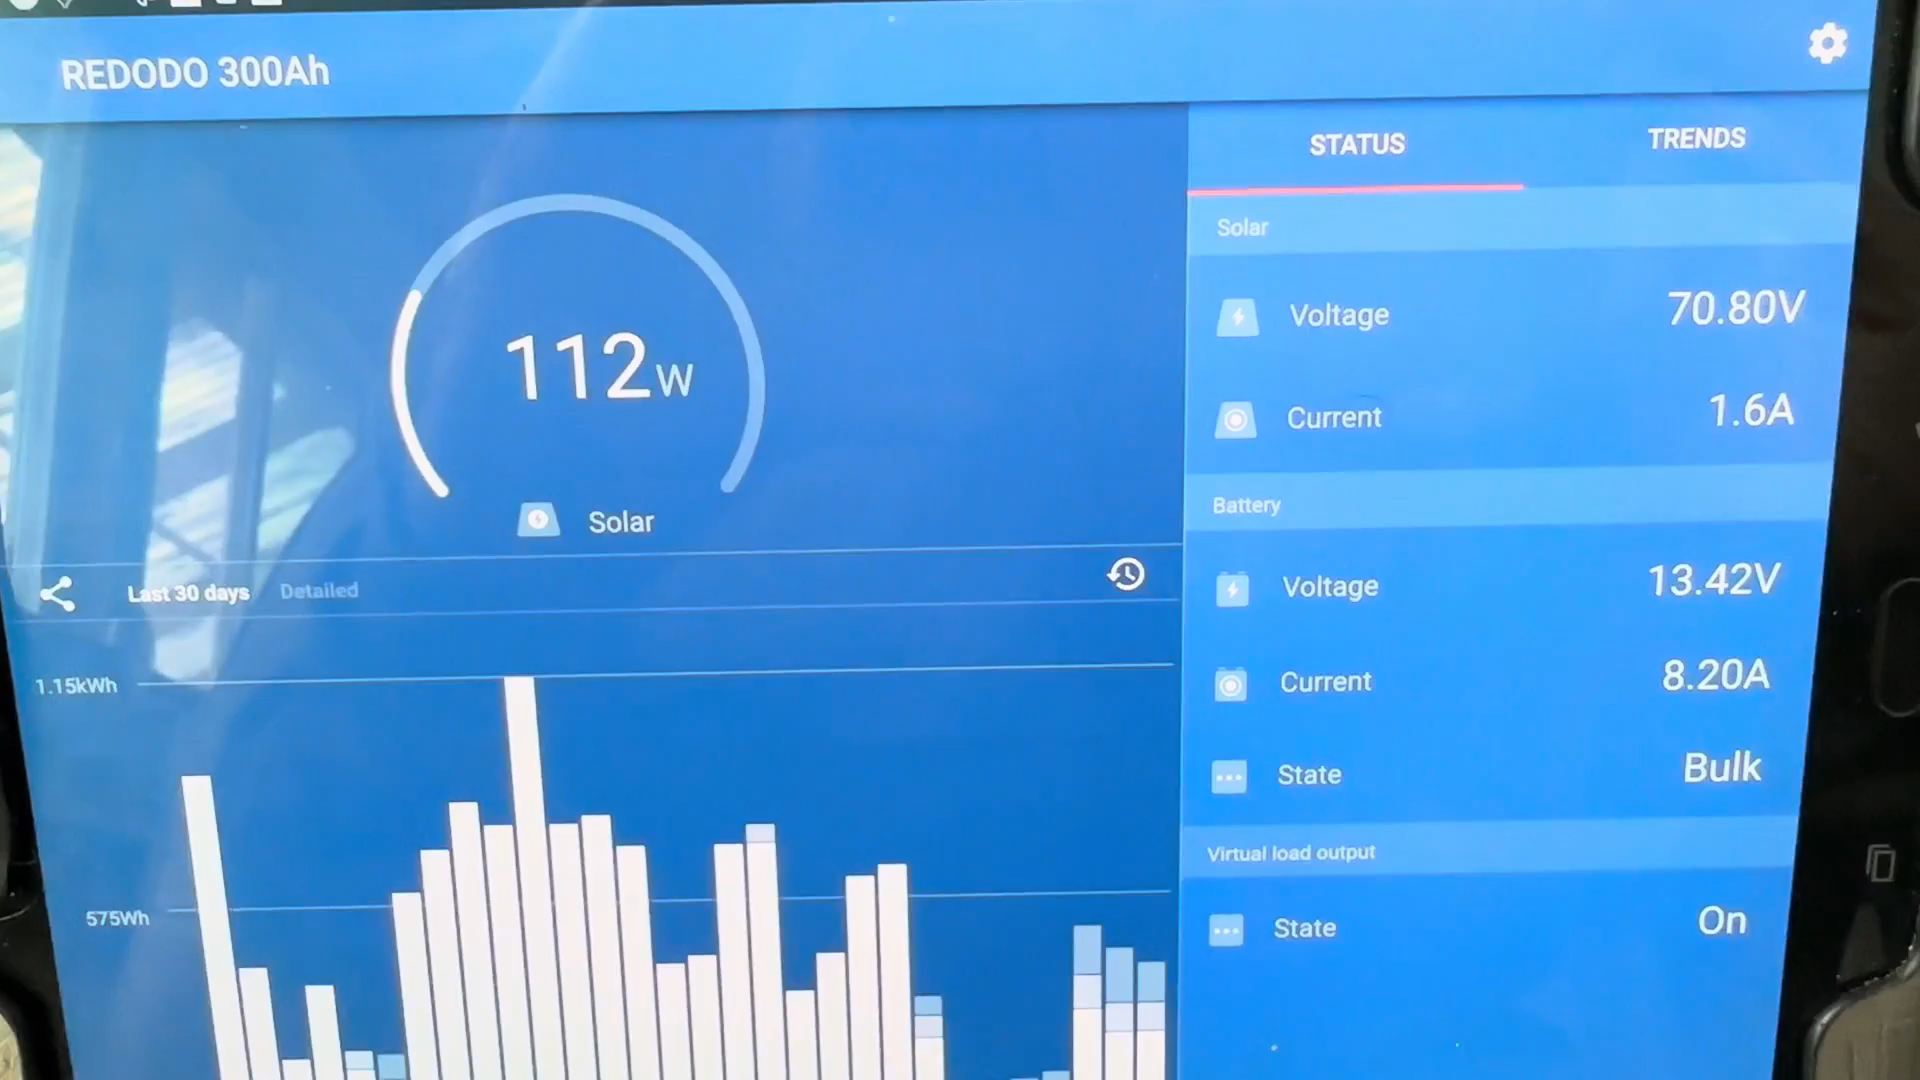 REDODO 300Ah
112W
Solar
Last 30 days Detailed
1.15kWh
575Wh
STATUS TRENDS
Solar
Voltage 70.80V
Current 1.6A
Battery
Voltage 13.42V
Current 8.20A
State Bulk
Virtual load output
State On